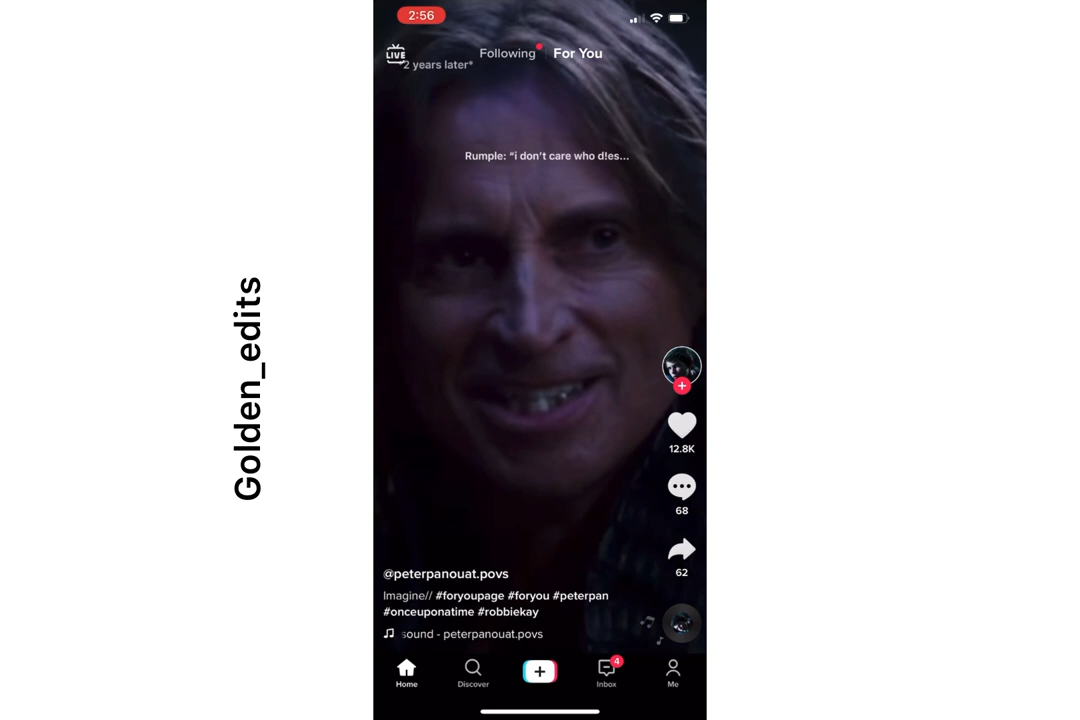 2:56
LIVE
Following
For You
*2 years later*
Rumple: "i don't care who d!es...
12.8K
68
62
@peterpanouat.povs
Imagine// #foryoupage #foryou #peterpan
#onceuponatime #robbiekay
sound - peterpanouat.povs
Home
Discover
4
Inbox
Me
Golden_edits